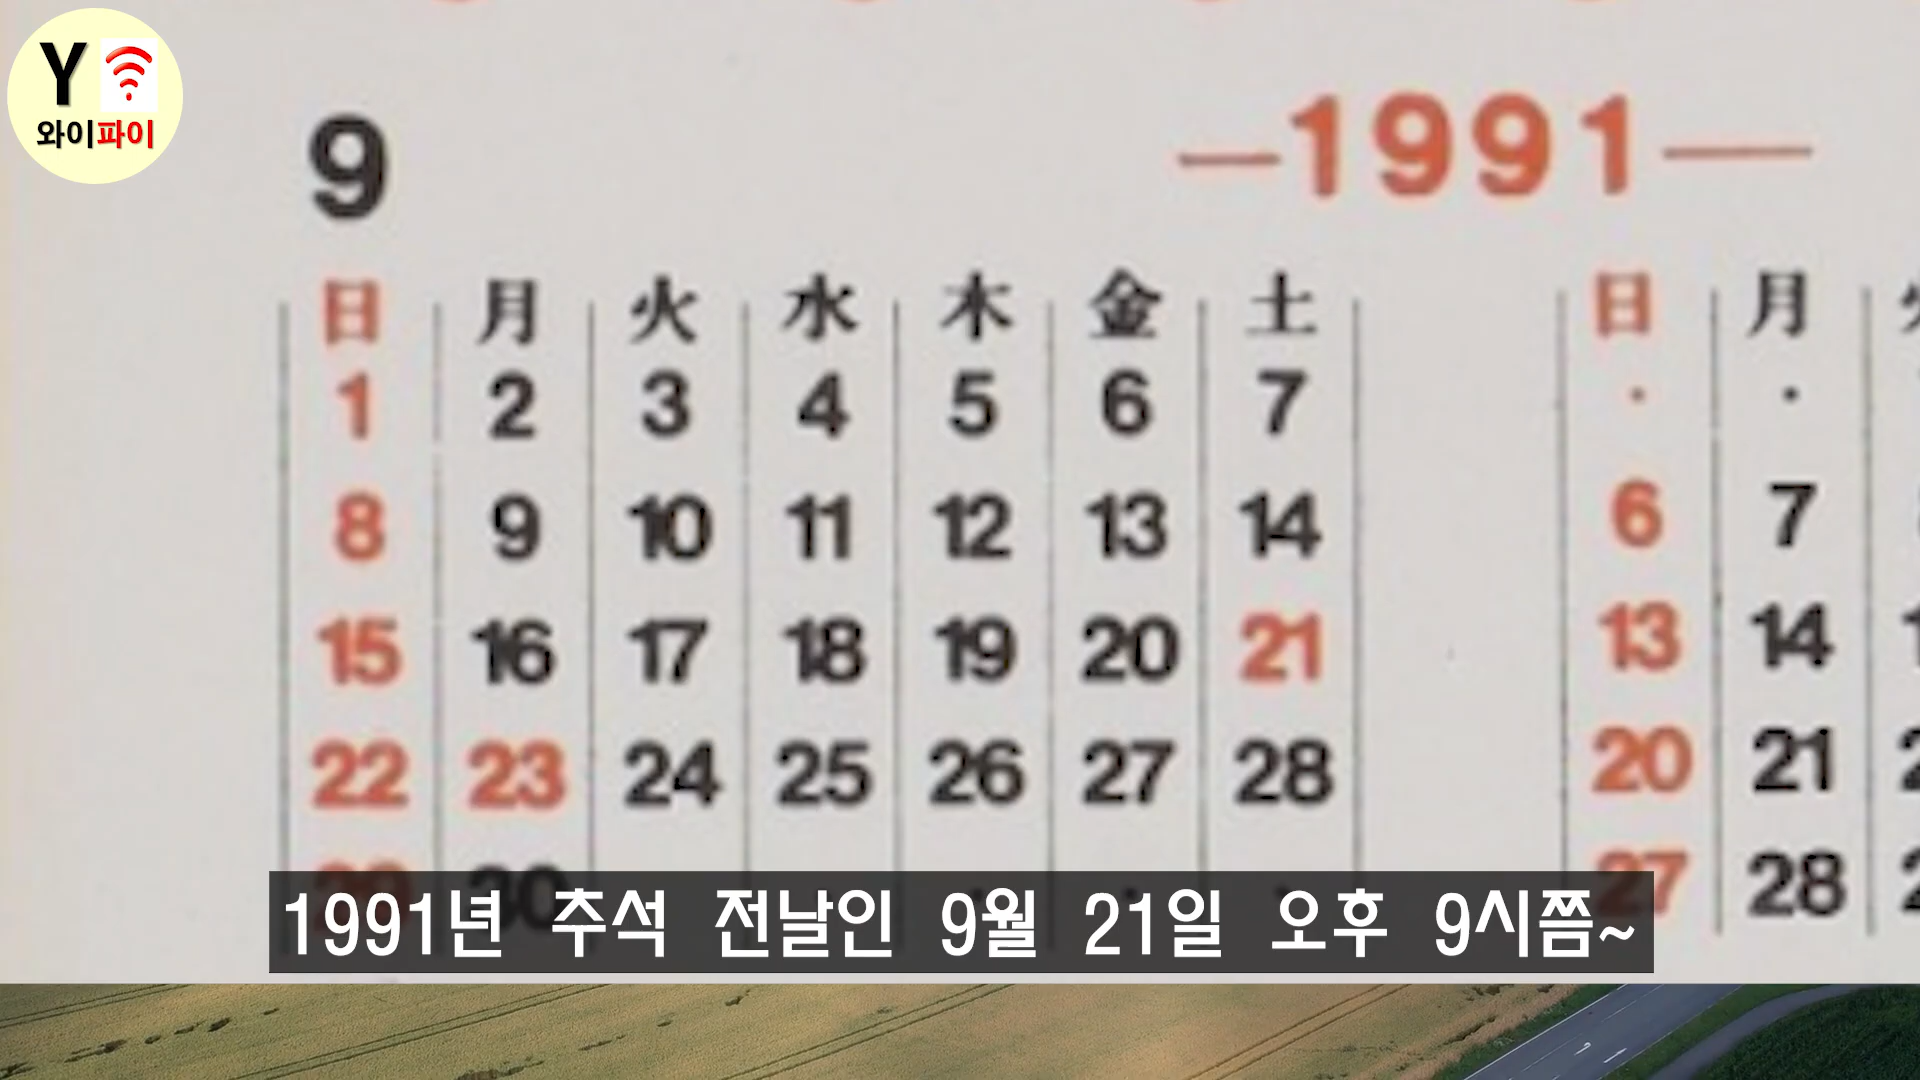 Y
와이파이
9
—1991—
日 月 火 水 木 金 土
1 2 3 4 5 6 7
8 9 10 11 12 13 14
15 16 17 18 19 20 21
22 23 24 25 26 27 28
29 30
日 月
· ·
6 7
13 14
20 21
27 28
1991년 추석 전날인 9월 21일 오후 9시쯤~